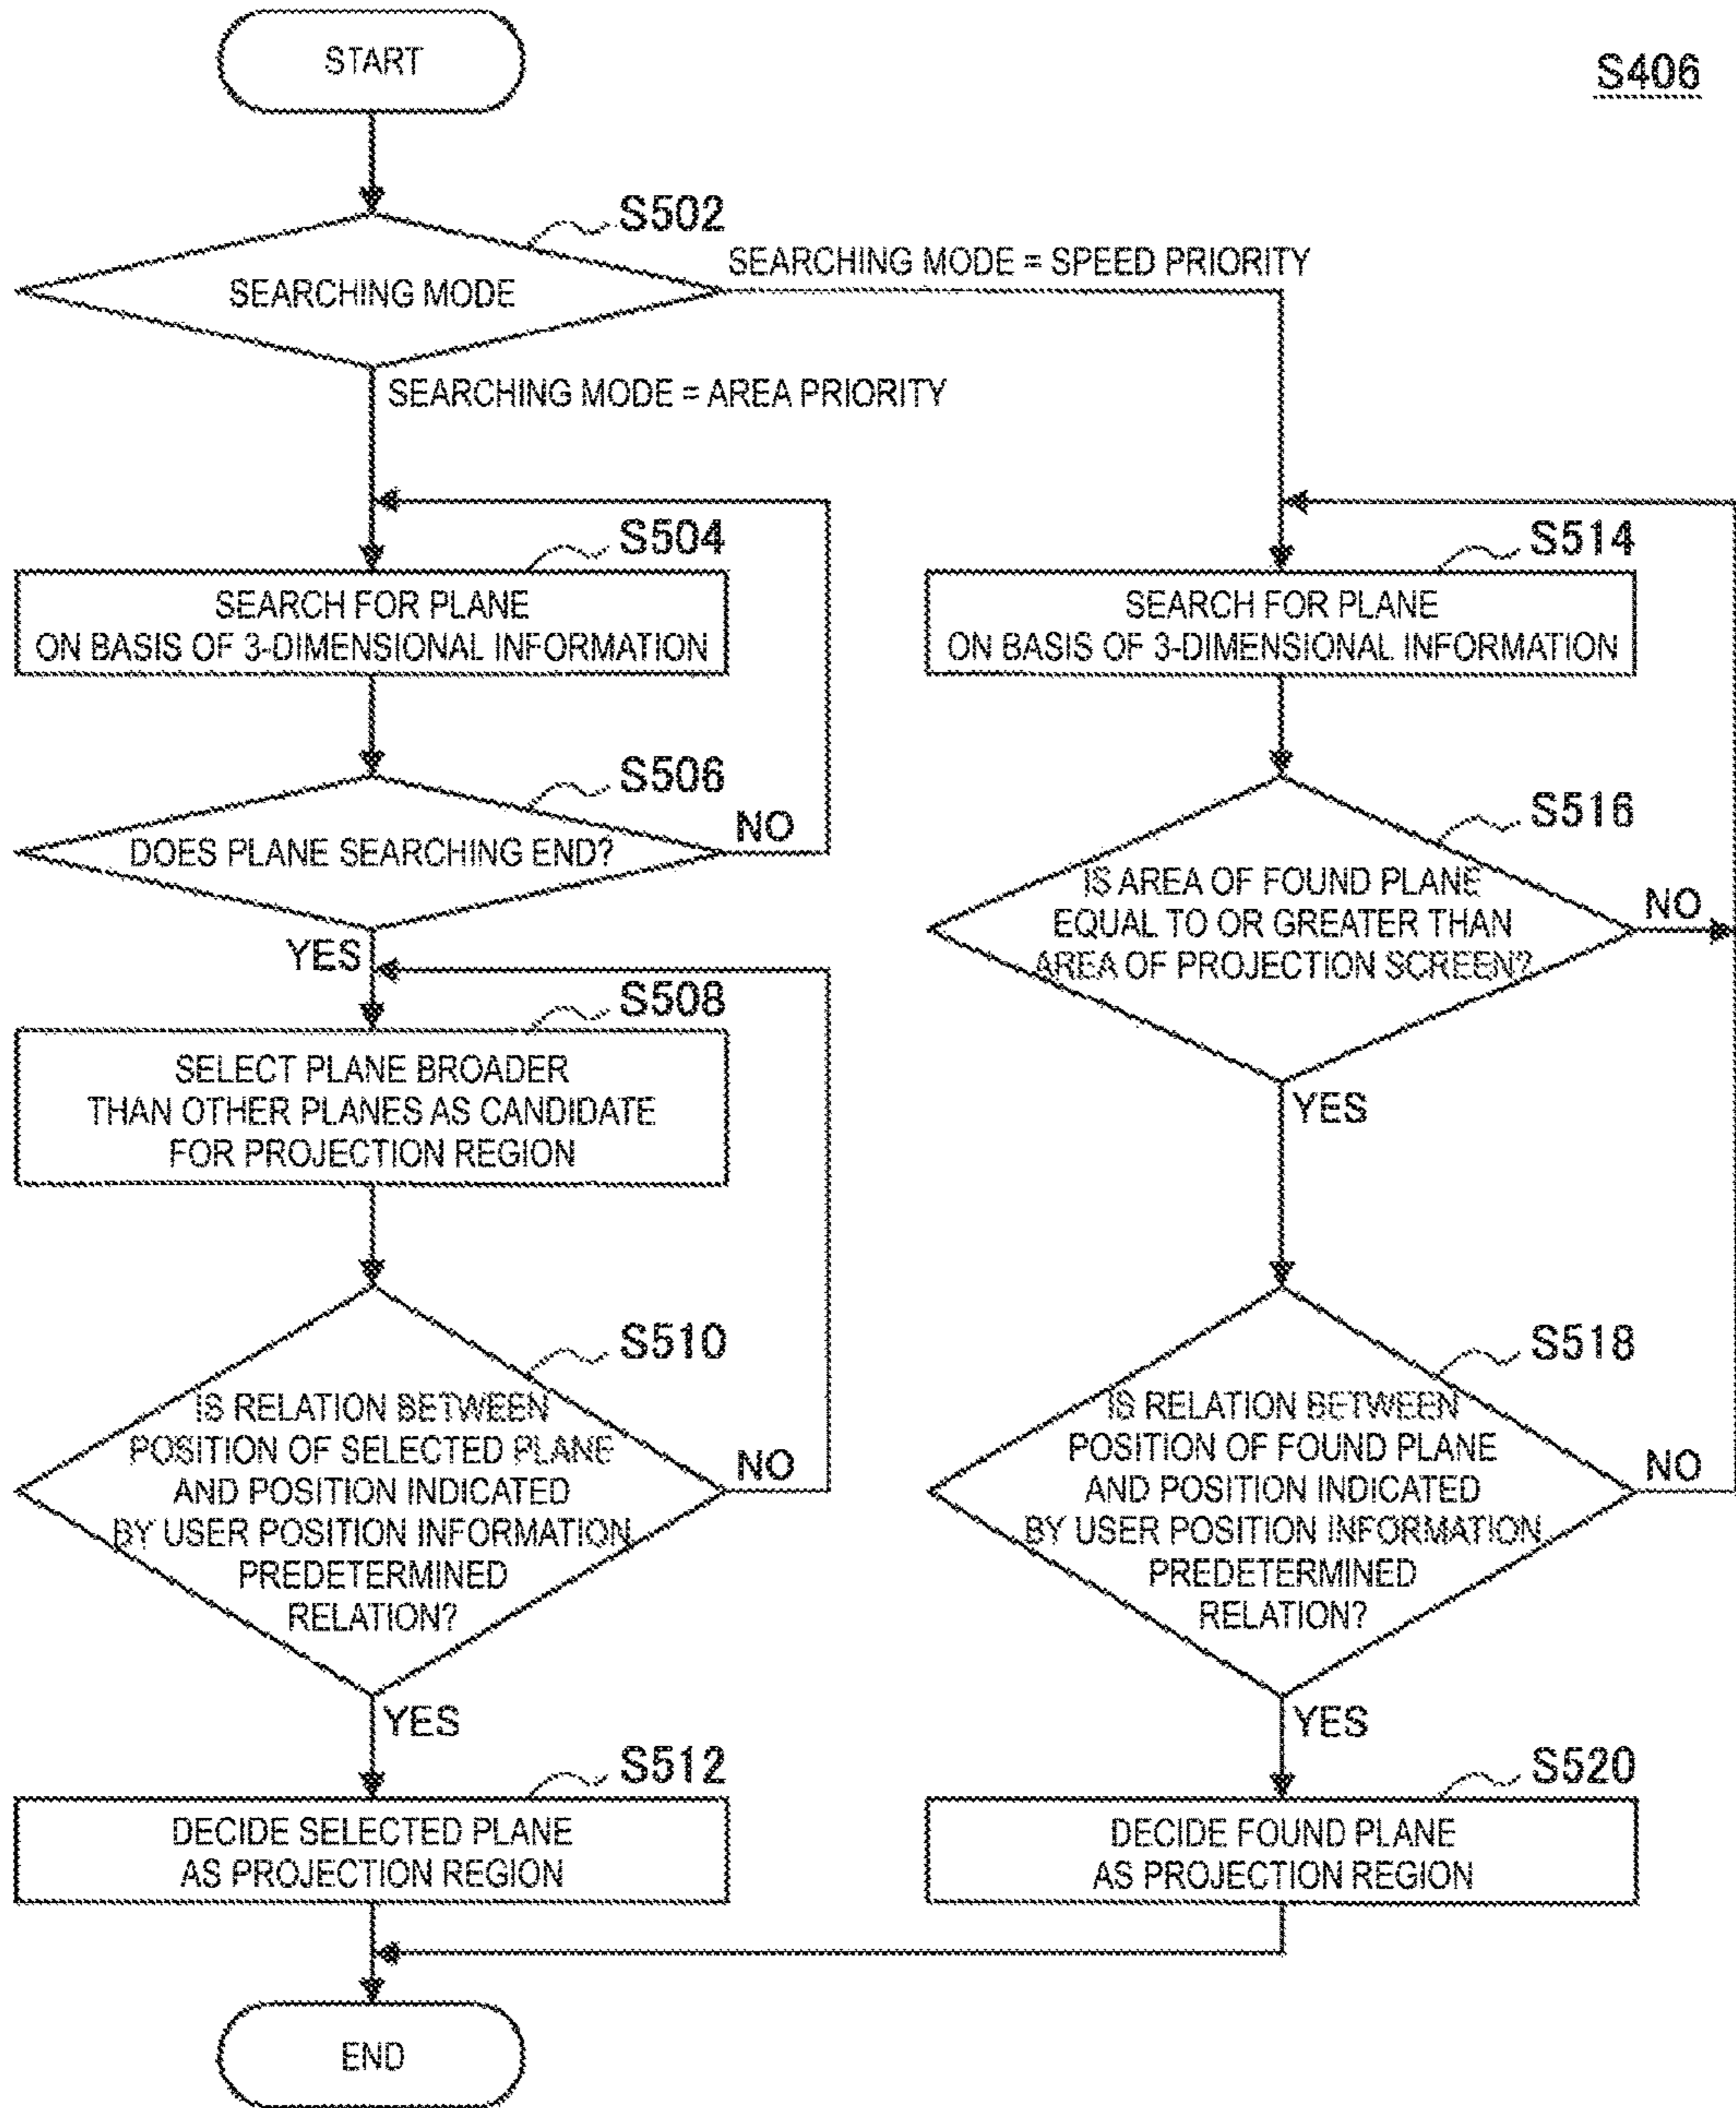 START
S406
S502
SEARCHING MODE
SEARCHING MODE = SPEED PRIORITY
SEARCHING MODE = AREA PRIORITY
S504
SEARCH FOR PLANE
ON BASIS OF 3-DIMENSIONAL INFORMATION
S506
DOES PLANE SEARCHING END?
NO
YES
S508
SELECT PLANE BROADER
THAN OTHER PLANES AS CANDIDATE
FOR PROJECTION REGION
S510
IS RELATION BETWEEN
POSITION OF SELECTED PLANE
AND POSITION INDICATED
BY USER POSITION INFORMATION
PREDETERMINED
RELATION?
NO
YES
S512
DECIDE SELECTED PLANE
AS PROJECTION REGION
S514
SEARCH FOR PLANE
ON BASIS OF 3-DIMENSIONAL INFORMATION
S516
IS AREA OF FOUND PLANE
EQUAL TO OR GREATER THAN
AREA OF PROJECTION SCREEN?
NO
YES
S518
IS RELATION BETWEEN
POSITION OF FOUND PLANE
AND POSITION INDICATED
BY USER POSITION INFORMATION
PREDETERMINED
RELATION?
NO
YES
S520
DECIDE FOUND PLANE
AS PROJECTION REGION
END